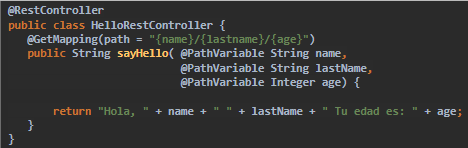 @RestController
public class HelloRestController {
@GetMapping(path = "{name}/{lastname}/{age}")
public String sayHello( @PathVariable String name,
@PathVariable String lastName,
@PathVariable Integer age) {
return "Hola, " + name + " " + lastName + " Tu edad es: " + age;
}
}